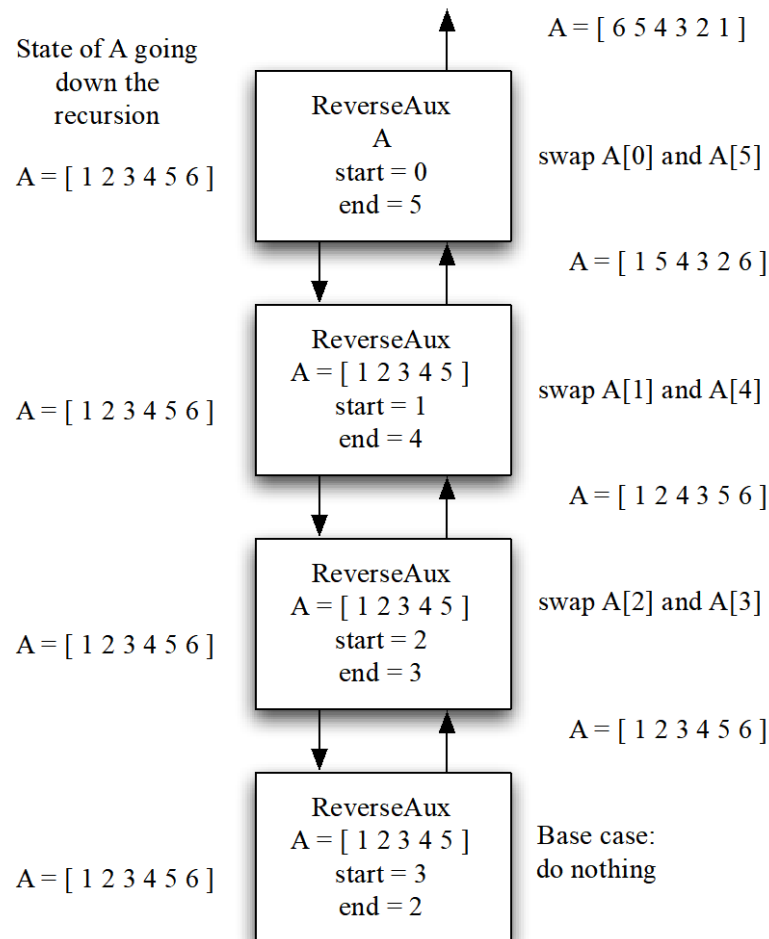 State of A going
down the
recursion
A = [ 6 5 4 3 2 1 ]
ReverseAux
A
start = 0
end = 5
A = [ 1 2 3 4 5 6 ]
swap A[0] and A[5]
A = [ 1 5 4 3 2 6 ]
ReverseAux
A = [ 1 2 3 4 5 ]
start = 1
end = 4
A = [ 1 2 3 4 5 6 ]
swap A[1] and A[4]
A = [ 1 2 4 3 5 6 ]
ReverseAux
A = [ 1 2 3 4 5 ]
start = 2
end = 3
A = [ 1 2 3 4 5 6 ]
swap A[2] and A[3]
A = [ 1 2 3 4 5 6 ]
ReverseAux
A = [ 1 2 3 4 5 ]
start = 3
end = 2
A = [ 1 2 3 4 5 6 ]
Base case:
do nothing